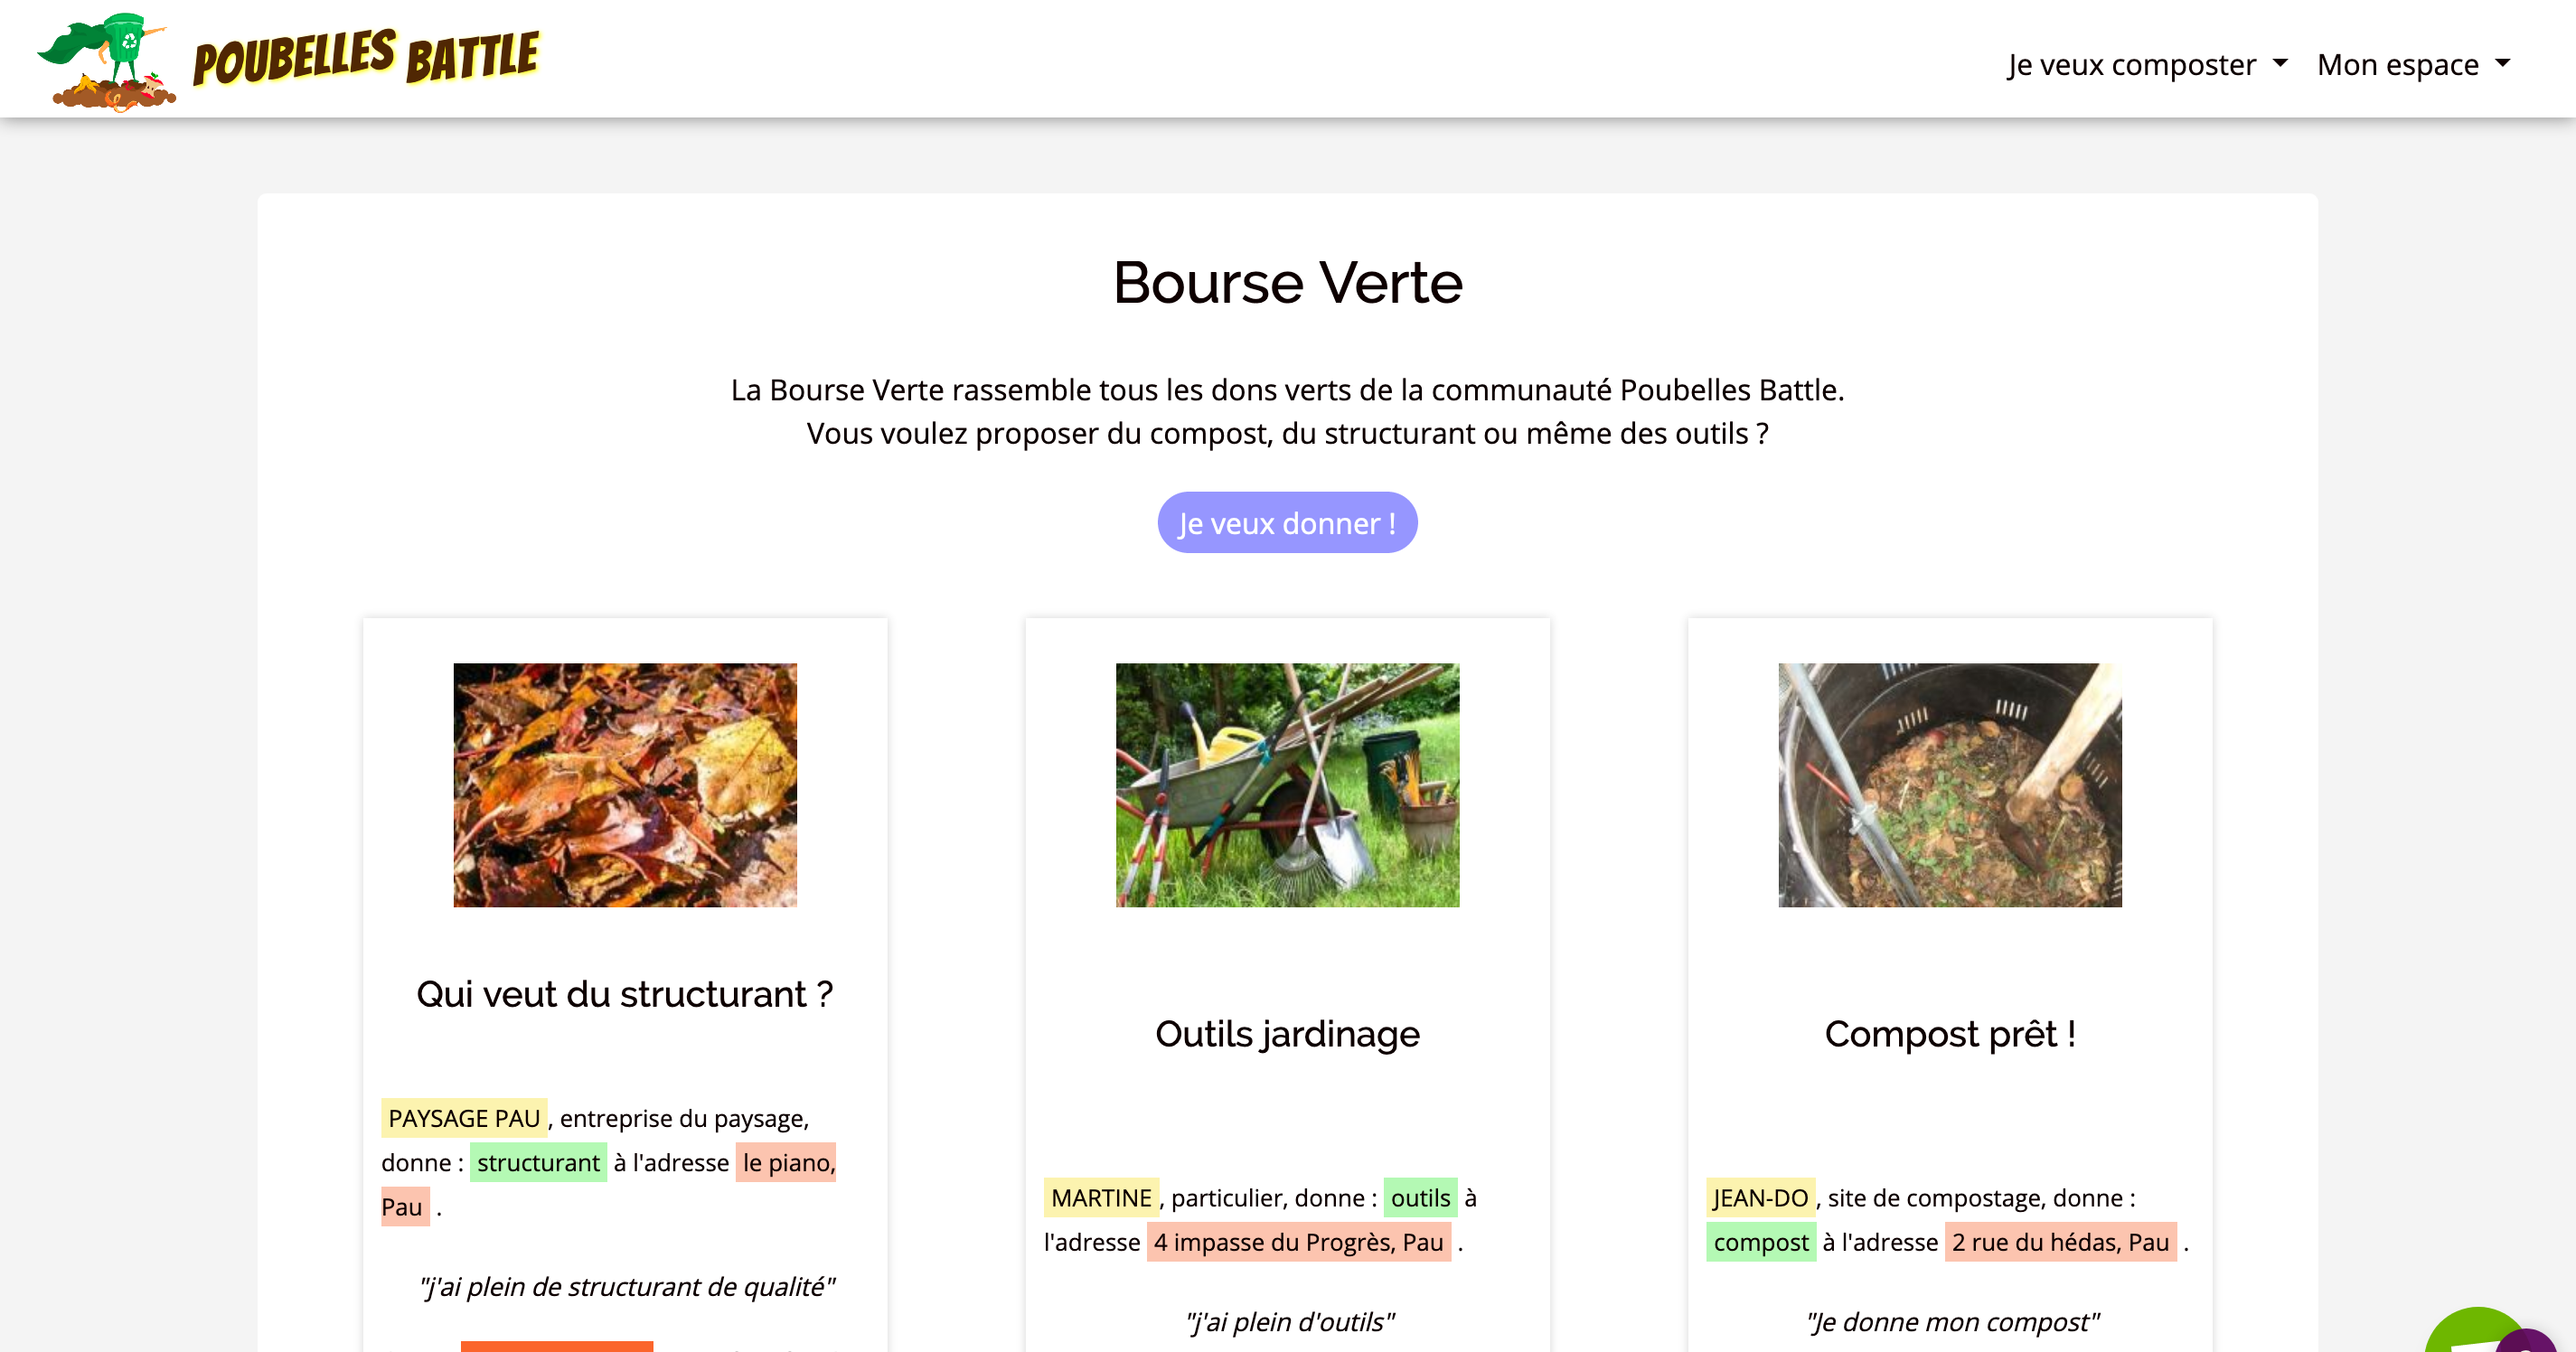 POUBELLES BATTLE
Je veux composter
Mon espace
Bourse Verte
La Bourse Verte rassemble tous les dons verts de la communauté Poubelles Battle.
Vous voulez proposer du compost, du structurant ou même des outils ?
Je veux donner !
Qui veut du structurant ?
PAYSAGE PAU , entreprise du paysage,
donne : structurant à l'adresse le piano,
Pau .
"j'ai plein de structurant de qualité"
Outils jardinage
MARTINE , particulier, donne : outils à
l'adresse 4 impasse du Progrès, Pau .
"j'ai plein d'outils"
Compost prêt !
JEAN-DO , site de compostage, donne :
compost à l'adresse 2 rue du hédas, Pau .
"Je donne mon compost"